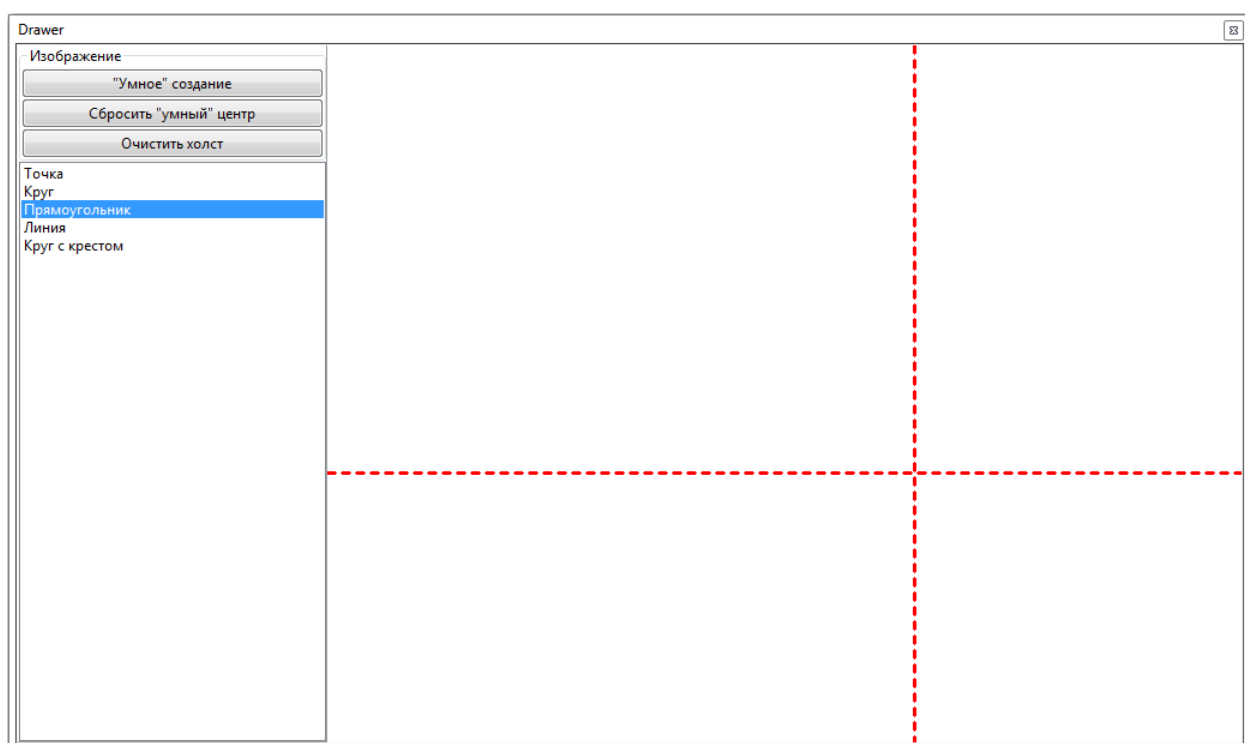 Drawer
Изображение
"Умное" создание
Сбросить "умный" центр
Очистить холст
Точка
Круг
Прямоугольник
Линия
Круг с крестом